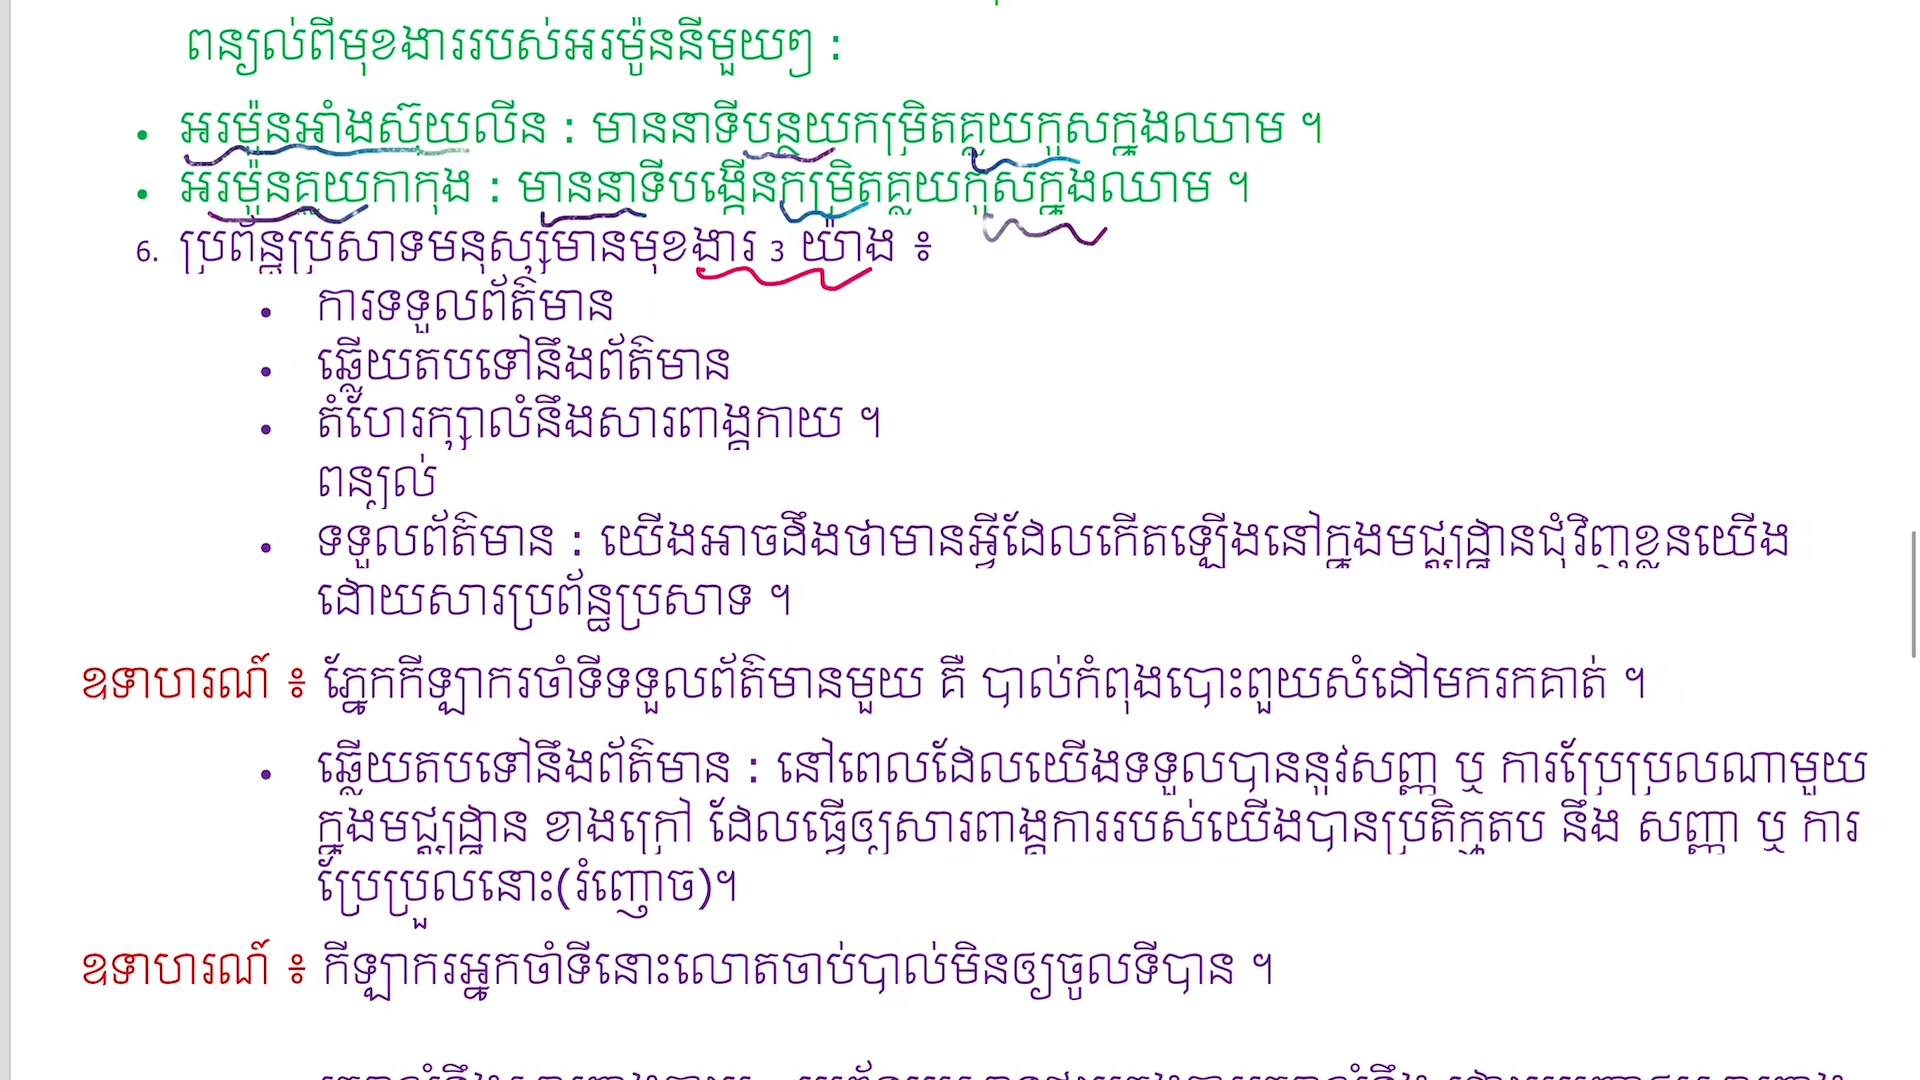 ពន្យល់ពីមុខងាររបស់អរម៉ូននីមួយៗ :
• អរម៉ូនអាំងស៊ុយលីន : មាននាទីបន្ថយកម្រិតគ្លុយកូសក្នុងឈាម ។
• អរម៉ូនគ្លុយកាកុង : មាននាទីបង្កើនកម្រិតគ្លុយកូសក្នុងឈាម ។
6. ប្រព័ន្ធប្រសាទមនុស្សមានមុខងារ 3 យ៉ាង ៖
• ការទទួលព័ត៌មាន
• ឆ្លើយតបទៅនឹងព័ត៌មាន
• តំហែរក្សាលំនឹងសារពាង្គកាយ ។
ពន្យល់
• ទទួលព័ត៌មាន : យើងអាចដឹងថាមានអ្វីដែលកើតឡើងនៅក្នុងមជ្ឈដ្ឋានជុំវិញខ្លួនយើង
ដោយសារប្រព័ន្ធប្រសាទ ។
ឧទាហរណ៍ ៖ ភ្នែកកីឡាករចាំទីទទួលព័ត៌មានមួយ គឺ បាល់កំពុងបោះពួយសំដៅមករកគាត់ ។
• ឆ្លើយតបទៅនឹងព័ត៌មាន : នៅពេលដែលយើងទទួលបាននូវសញ្ញា ឬ ការប្រែប្រួលណាមួយ
ក្នុងមជ្ឈដ្ឋាន ខាងក្រៅ ដែលធ្វើឲ្យសារពាង្គការរបស់យើងបានប្រតិកម្មតប នឹង សញ្ញា ឬ ការ
ប្រែប្រួលនោះ(រំញោច)។
ឧទាហរណ៍ ៖ កីឡាករអ្នកចាំទីនោះលោតចាប់បាល់មិនឲ្យចូលទីបាន ។